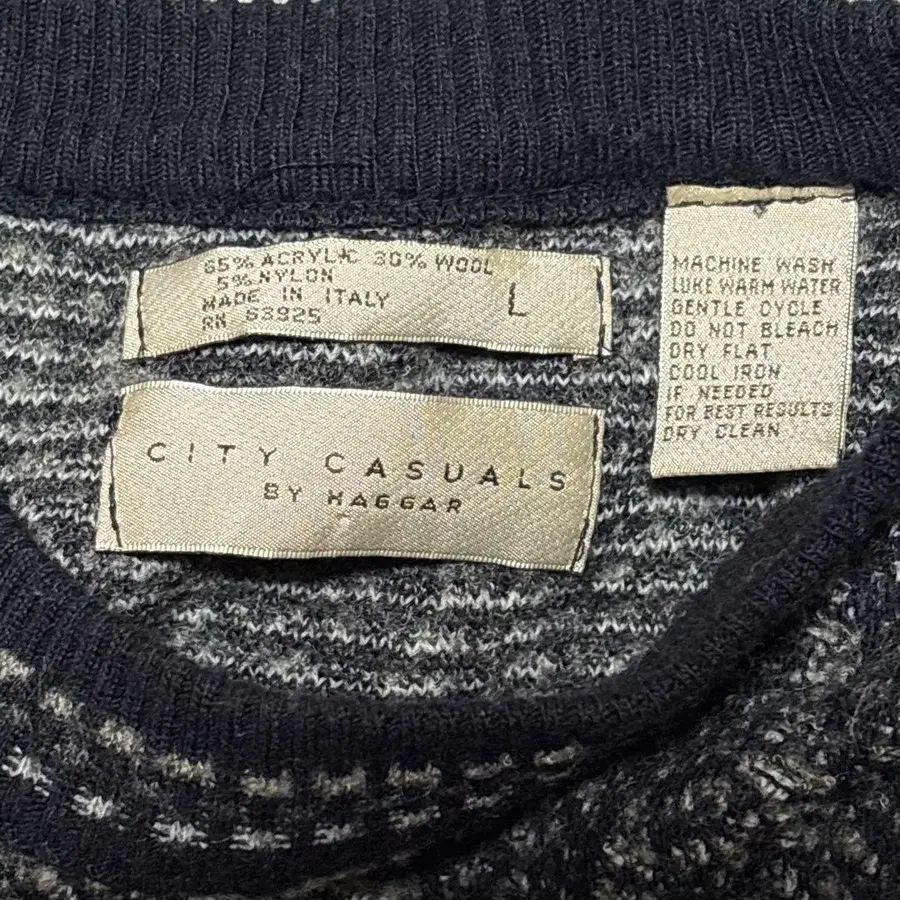 65% ACRYLIC 30% WOOL
5% NYLON
MADE IN ITALY
RN 53925
L
CITY CASUALS
BY HAGGAR
MACHINE WASH
LUKE WARM WATER
GENTLE CYCLE
DO NOT BLEACH
DRY FLAT
COOL IRON
IF NEEDED
FOR BEST RESULTS
DRY CLEAN